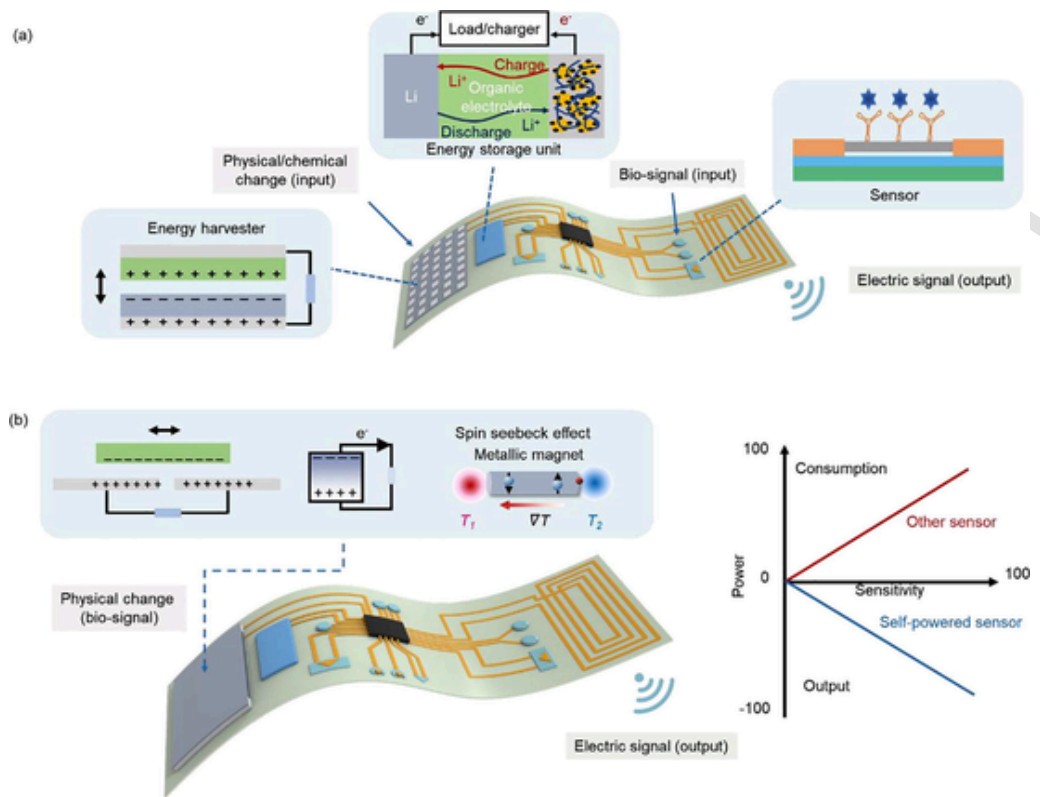 (a)
e-
Load/charger
e-
Charge
Li+
Li
Organic
electrolyte
Li+
Discharge
Energy storage unit
Physical/chemical
change (input)
Bio-signal (input)
Sensor
Energy harvester
+ + + + + + + + + +
− − − − − − − − − −
+ + + + + + + + + +
Electric signal (output)
(b)
e-
Spin seebeck effect
Metallic magnet
+++++++ +++++++
++++
T1
∇T
T2
Physical change
(bio-signal)
Electric signal (output)
100
Consumption
Other sensor
Power
0
100
Sensitivity
Self-powered sensor
Output
-100